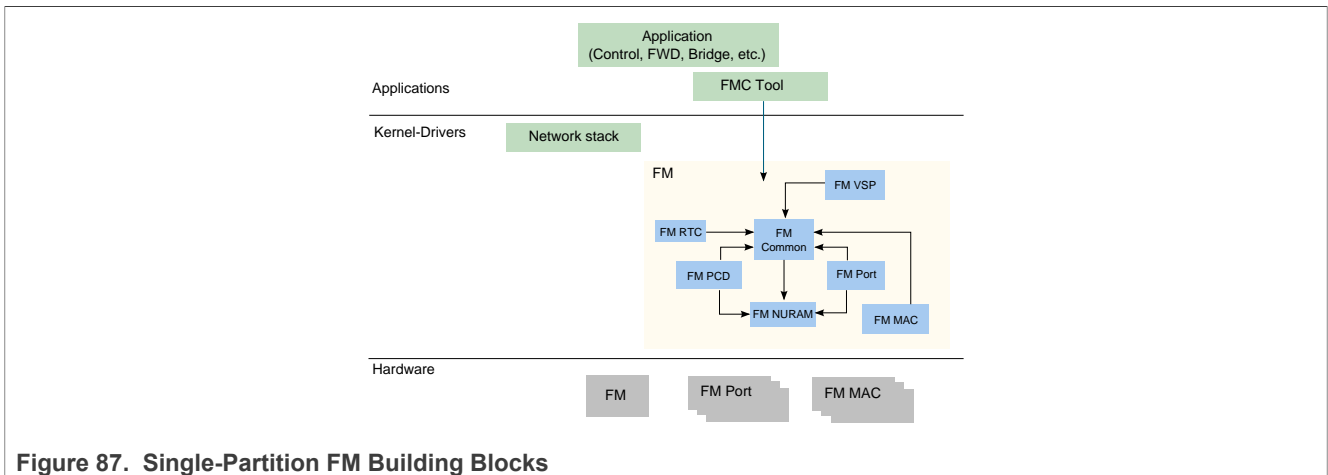 Application
(Control, FWD, Bridge, etc.)
Applications
FMC Tool
Kernel-Drivers
Network stack
FM
FM VSP
FM RTC
FM
Common
FM PCD
FM Port
FM NURAM
FM MAC
Hardware
FM
FM Port
FM MAC
Figure 87. Single-Partition FM Building Blocks